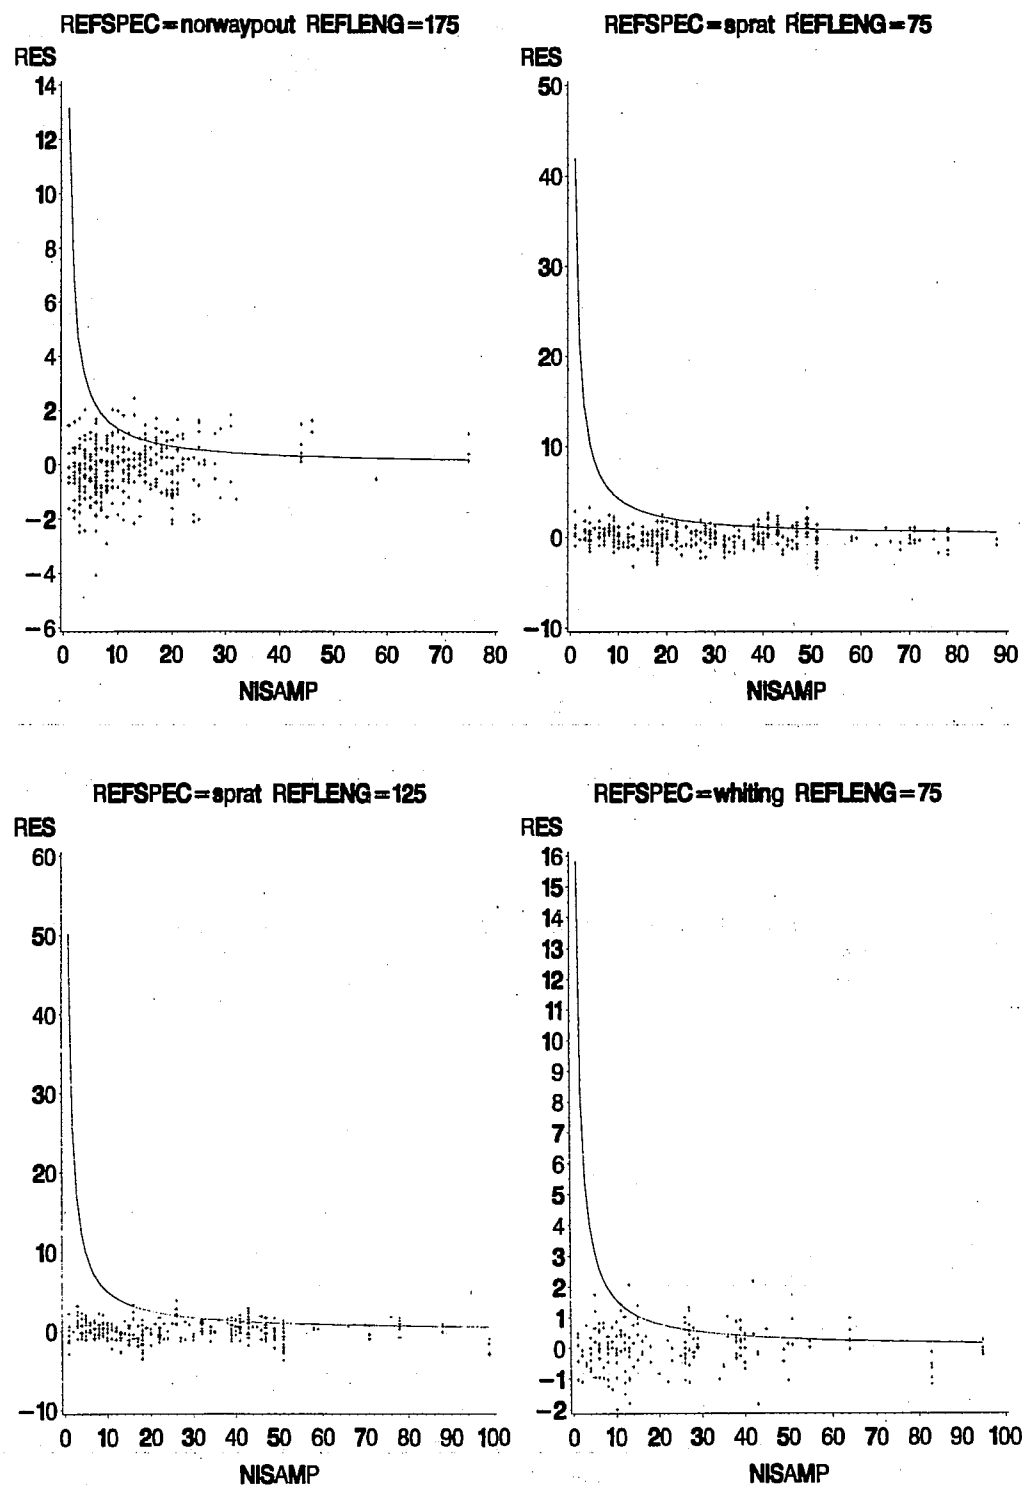 REFSPEC=norwaypout REFLENG=175
RES
14
12
10
8
6
4
2
0
−2
−4
−6
0 10 20 30 40 50 60 70 80
NISAMP
REFSPEC=sprat REFLENG=75
RES
50
40
30
20
10
0
−10
0 10 20 30 40 50 60 70 80 90
NISAMP
REFSPEC=sprat REFLENG=125
RES
60
50
40
30
20
10
0
−10
0 10 20 30 40 50 60 70 80 90 100
NISAMP
REFSPEC=whiting REFLENG=75
RES
16
15
14
13
12
11
10
9
8
7
6
5
4
3
2
1
0
−1
−2
0 10 20 30 40 50 60 70 80 90 100
NISAMP